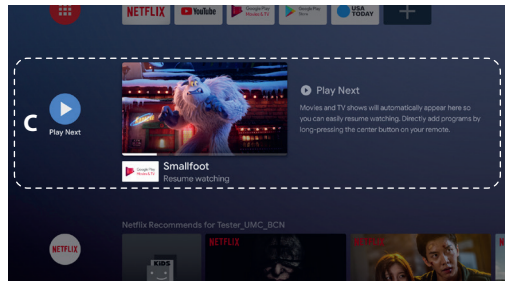 NETFLIX
YouTube
Google Play
Movies & TV
Google Play
USA
TODAY
C
Play Next
Play Next
Movies and TV shows will automatically appear here so
you can easily resume watching. Directly add programs by
long-pressing the center button on your remote.
Google Play
Movies & TV
Smallfoot
Resume watching
Netflix Recommends for Tester_UMC_BCN
NETFLIX
KIDS
NETFLIX
NETFLIX